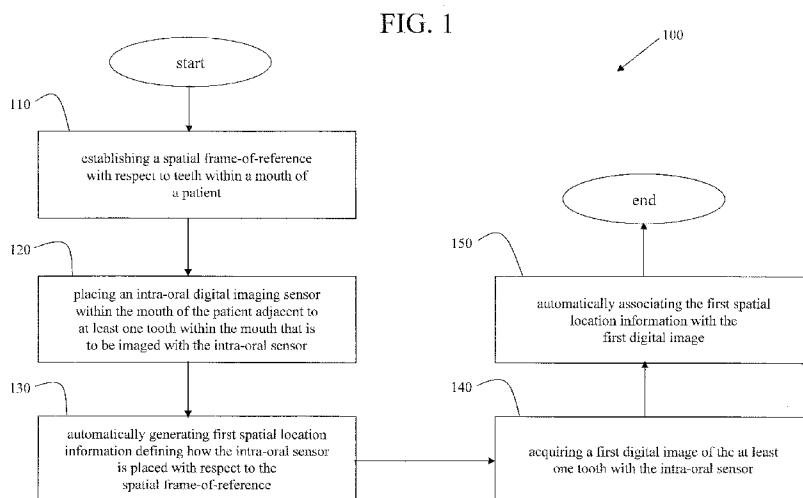 FIG. 1
100
start
110
establishing a spatial frame-of-reference
with respect to teeth within a mouth of
a patient
120
placing an intra-oral digital imaging sensor
within the mouth of the patient adjacent to
at least one tooth within the mouth that is
to be imaged with the intra-oral sensor
130
automatically generating first spatial location
information defining how the intra-oral sensor
is placed with respect to the
spatial frame-of-reference
140
acquiring a first digital image of the at least
one tooth with the intra-oral sensor
150
automatically associating the first spatial
location information with the
first digital image
end